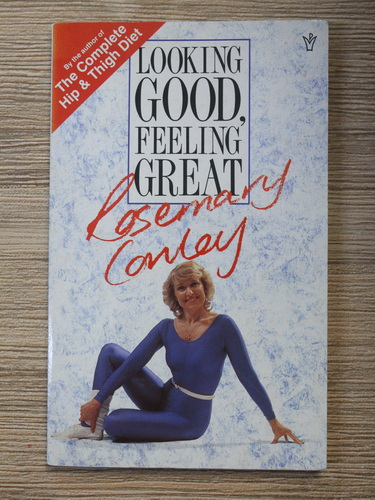 By the author of
The Complete
Hip & Thigh Diet
LOOKING
GOOD,
FEELING
GREAT
Rosemary
Conley